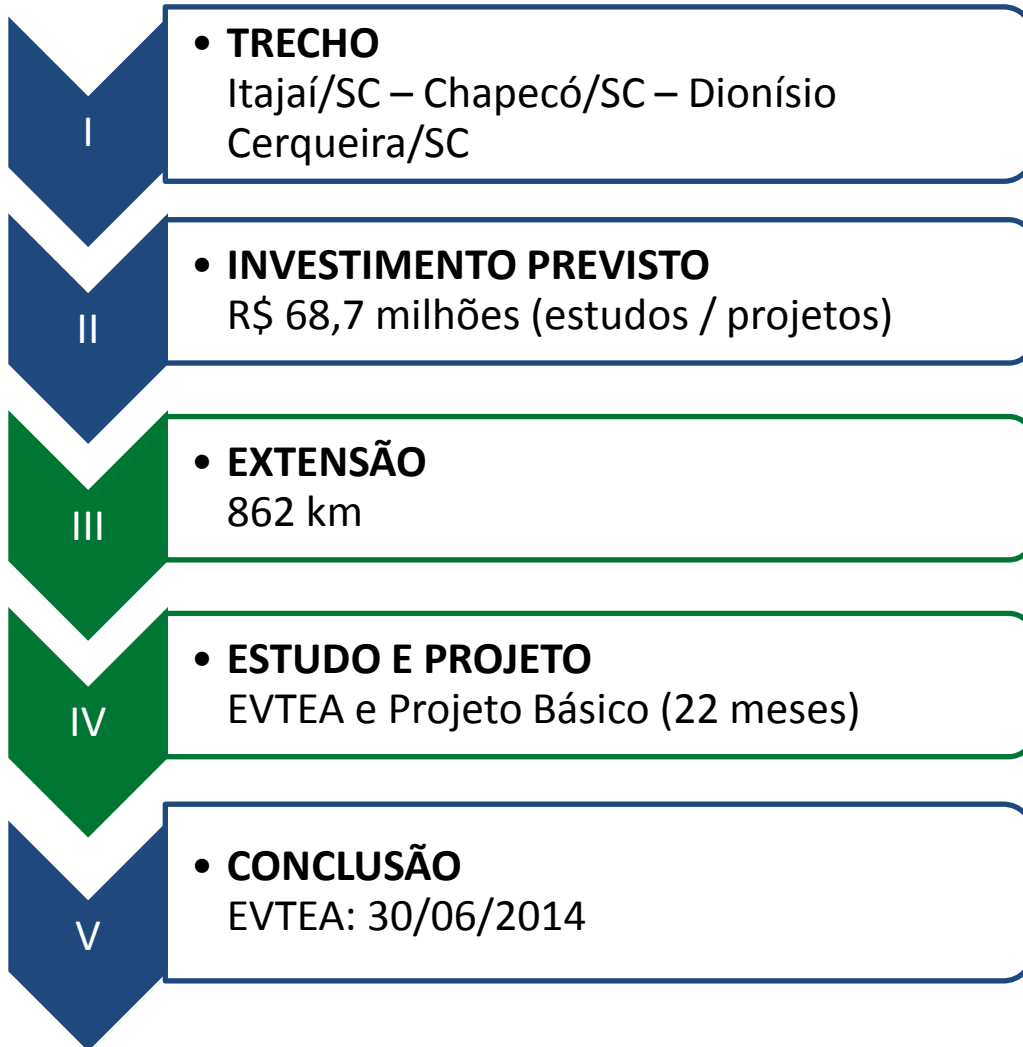 I
• TRECHO
Itajaí/SC – Chapecó/SC – Dionísio
Cerqueira/SC
II
• INVESTIMENTO PREVISTO
R$ 68,7 milhões (estudos / projetos)
III
• EXTENSÃO
862 km
IV
• ESTUDO E PROJETO
EVTEA e Projeto Básico (22 meses)
V
• CONCLUSÃO
EVTEA: 30/06/2014